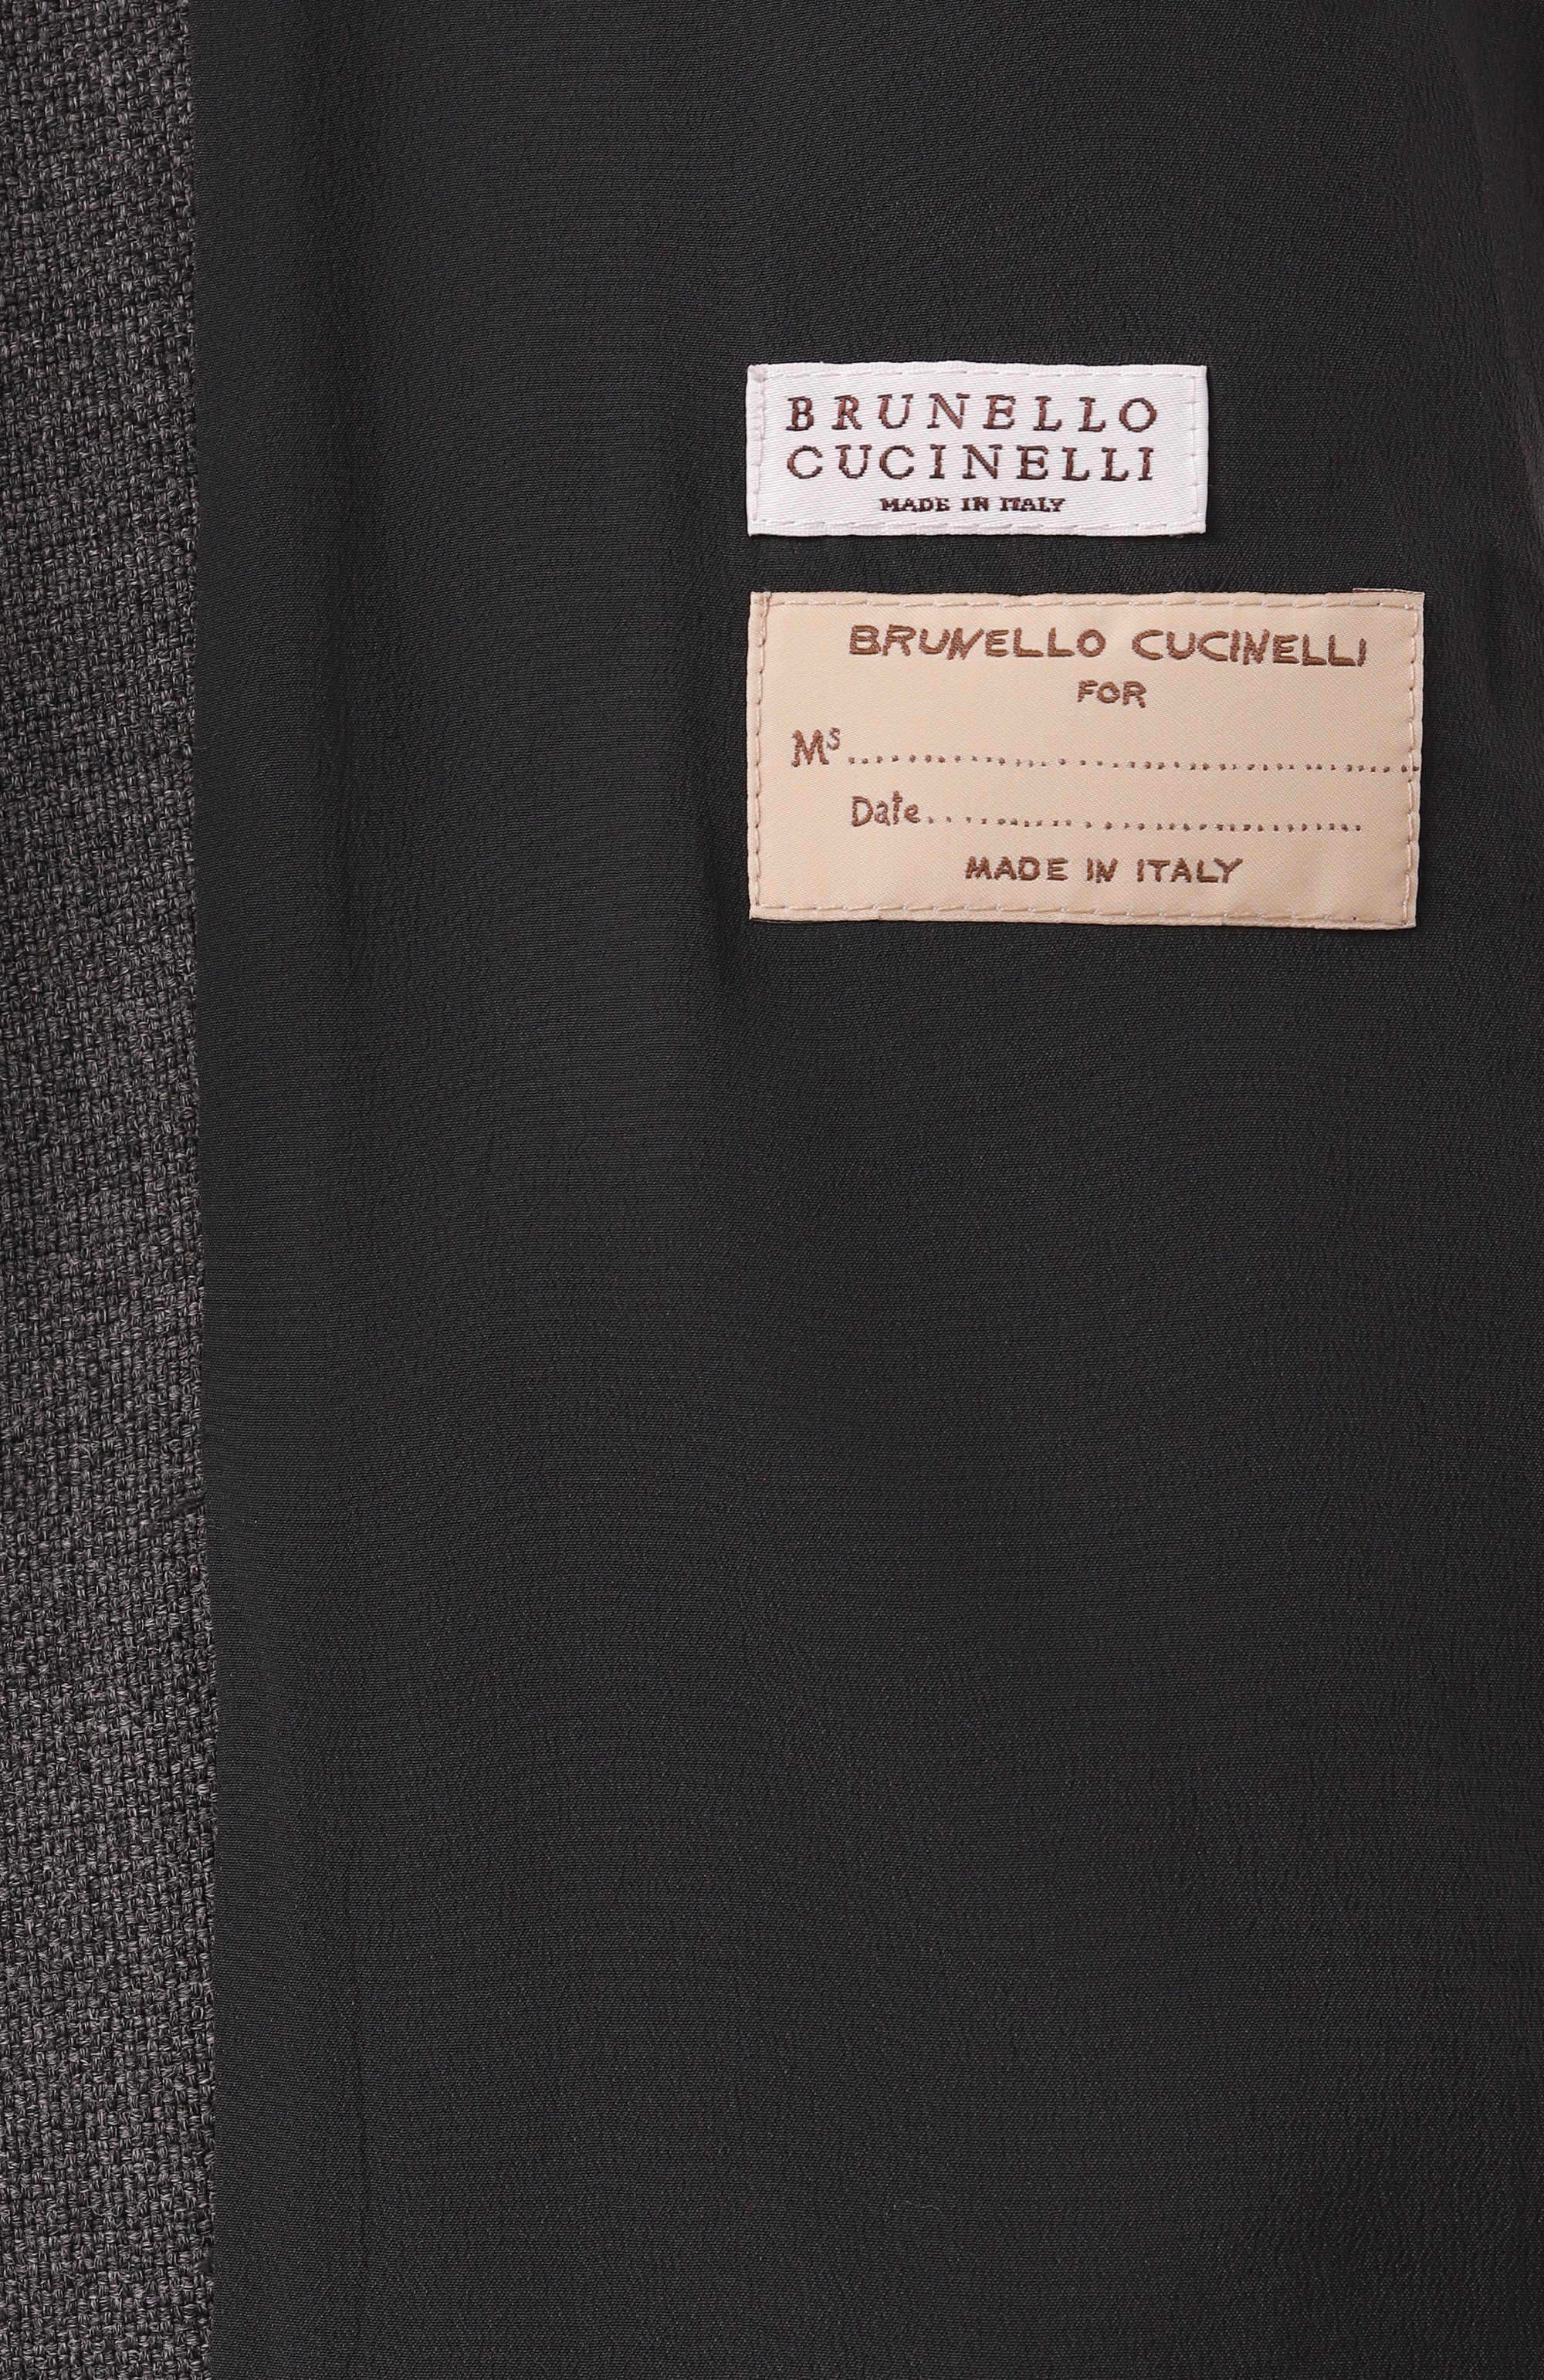 BRUNELLO
CUCINELLI
MADE IN ITALY
BRUNELLO CUCINELLI
FOR
Ms........................................
Date..............................
MADE IN ITALY